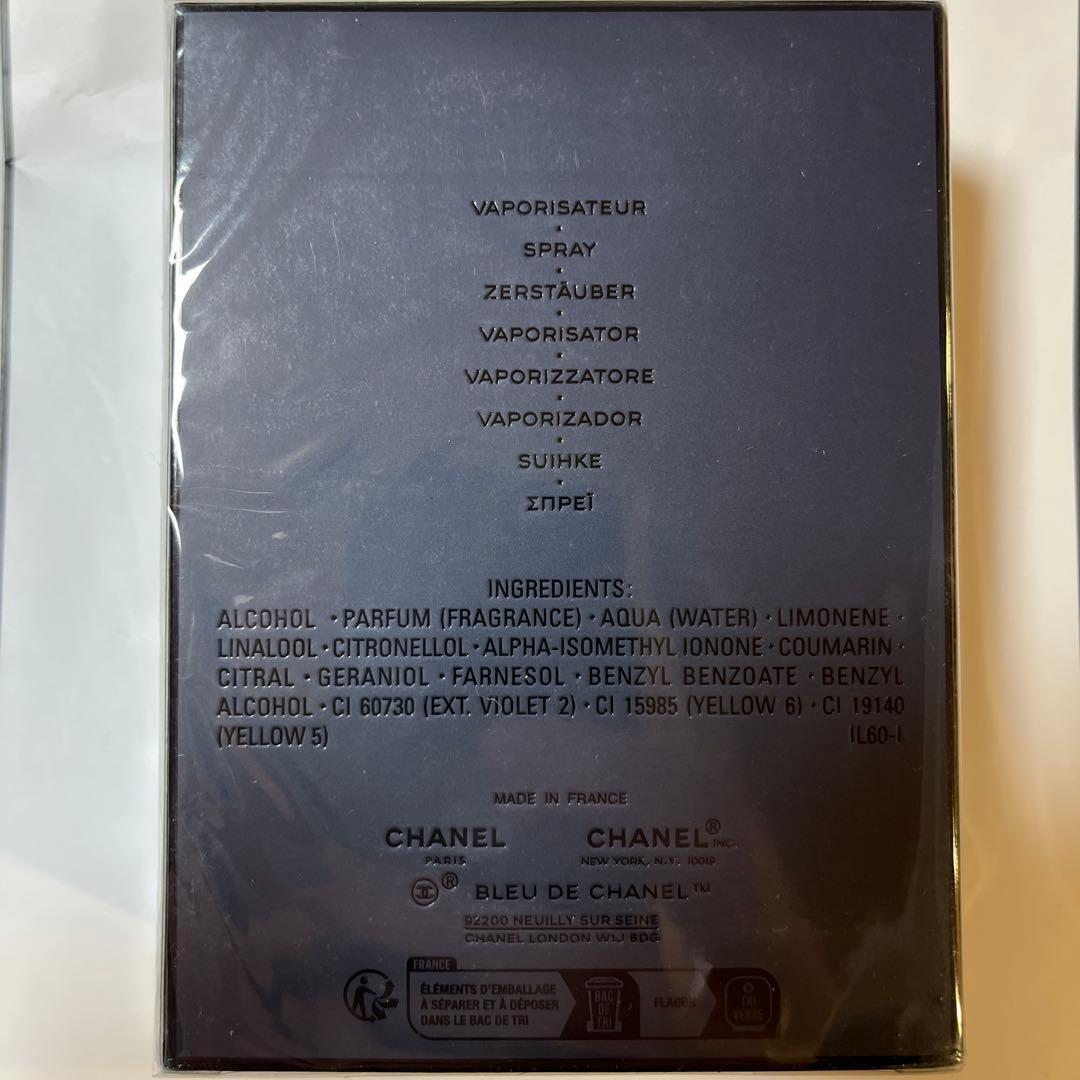 VAPORISATEUR
·
SPRAY
·
ZERSTÄUBER
·
VAPORISATOR
·
VAPORIZZATORE
·
VAPORIZADOR
·
SUIHKE
·
ΣΠΡΕΪ
INGREDIENTS:
ALCOHOL · PARFUM (FRAGRANCE) · AQUA (WATER) · LIMONENE ·
LINALOOL · CITRONELLOL · ALPHA-ISOMETHYL IONONE · COUMARIN ·
CITRAL · GERANIOL · FARNESOL · BENZYL BENZOATE · BENZYL
ALCOHOL · CI 60730 (EXT. VIOLET 2) · CI 15985 (YELLOW 6) · CI 19140
(YELLOW 5) IL60-I
MADE IN FRANCE
CHANEL CHANEL® INC.
PARIS NEW YORK, N.Y. 10019
® BLEU DE CHANEL™
92200 NEUILLY SUR SEINE
CHANEL LONDON W1J 6DG
FRANCE
ÉLÉMENTS D'EMBALLAGE
À SÉPARER ET À DÉPOSER
DANS LE BAC DE TRI
BAC
DE
TRI
FLACON
TRI
VERRE